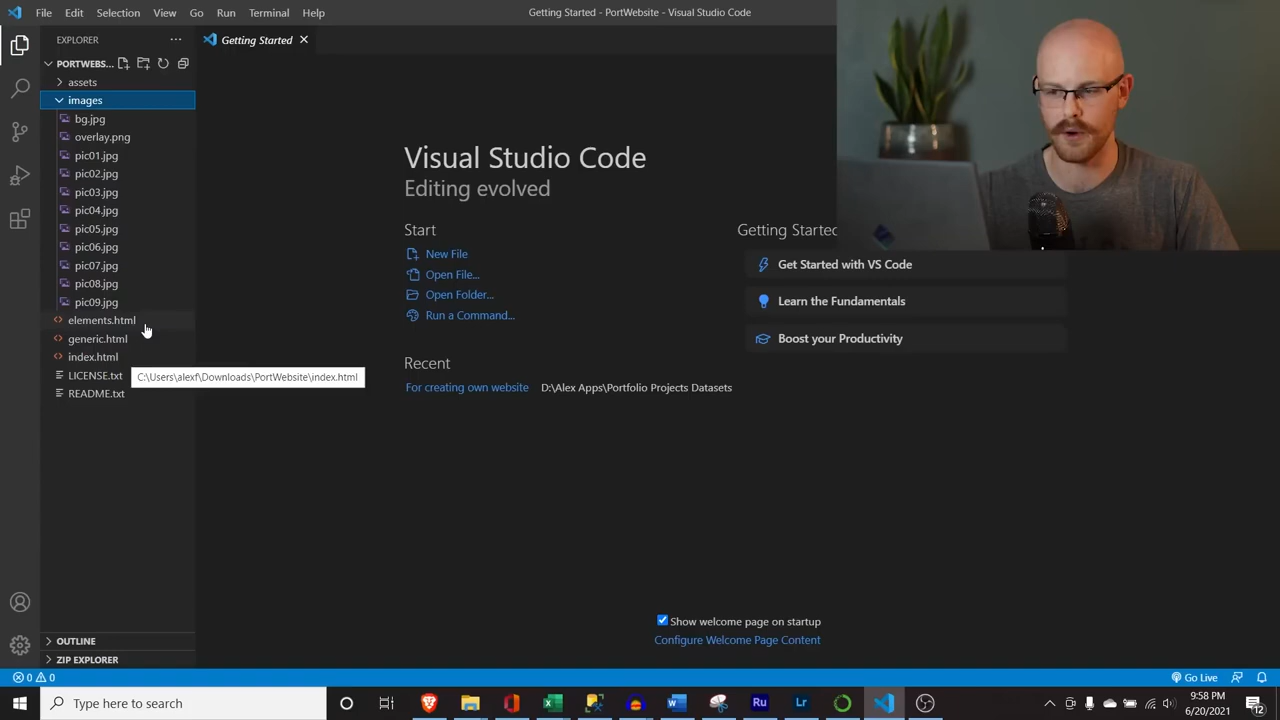 File Edit Selection View Go Run Terminal Help
Getting Started - PortWebsite - Visual Studio Code
EXPLORER
Getting Started
PORTWEBS...
assets
images
bg.jpg
overlay.png
pic01.jpg
pic02.jpg
pic03.jpg
pic04.jpg
pic05.jpg
pic06.jpg
pic07.jpg
pic08.jpg
pic09.jpg
elements.html
generic.html
index.html
LICENSE.txt
README.txt
C:\Users\alexf\Downloads\PortWebsite\index.html
OUTLINE
ZIP EXPLORER
Visual Studio Code
Editing evolved
Start
New File
Open File...
Open Folder...
Run a Command...
Recent
For creating own website D:\Alex Apps\Portfolio Projects Datasets
Getting Started
Get Started with VS Code
Learn the Fundamentals
Boost your Productivity
Show welcome page on startup
Configure Welcome Page Content
0 0
Go Live
Type here to search
Ru
Lr
9:58 PM
6/20/2021
12